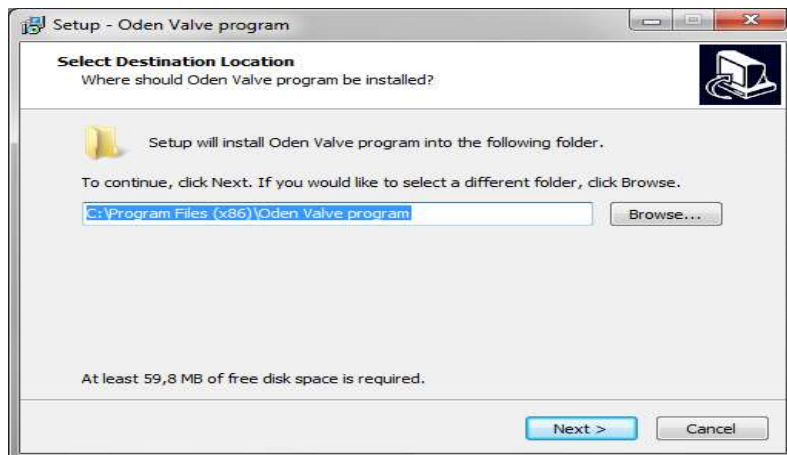 Setup - Oden Valve program
Select Destination Location
Where should Oden Valve program be installed?
Setup will install Oden Valve program into the following folder.
To continue, click Next. If you would like to select a different folder, click Browse.
C:\Program Files (x86)\Oden Valve program
Browse...
At least 59,8 MB of free disk space is required.
Next >
Cancel